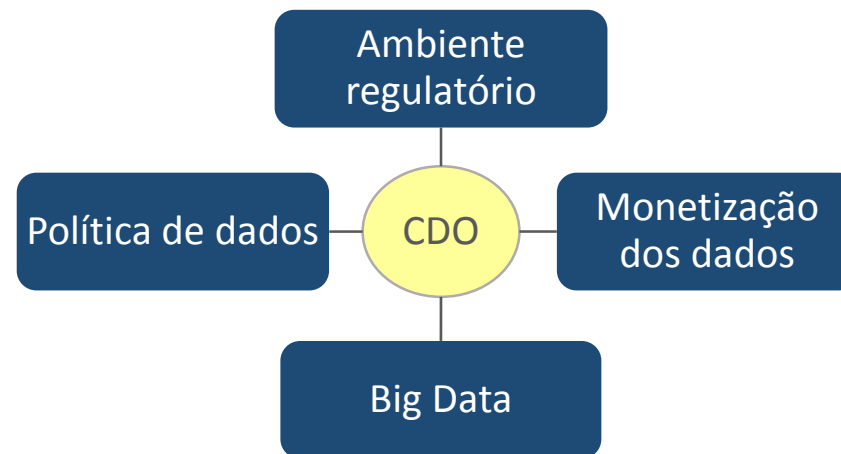 Ambiente
regulatório
Política de dados
CDO
Monetização
dos dados
Big Data